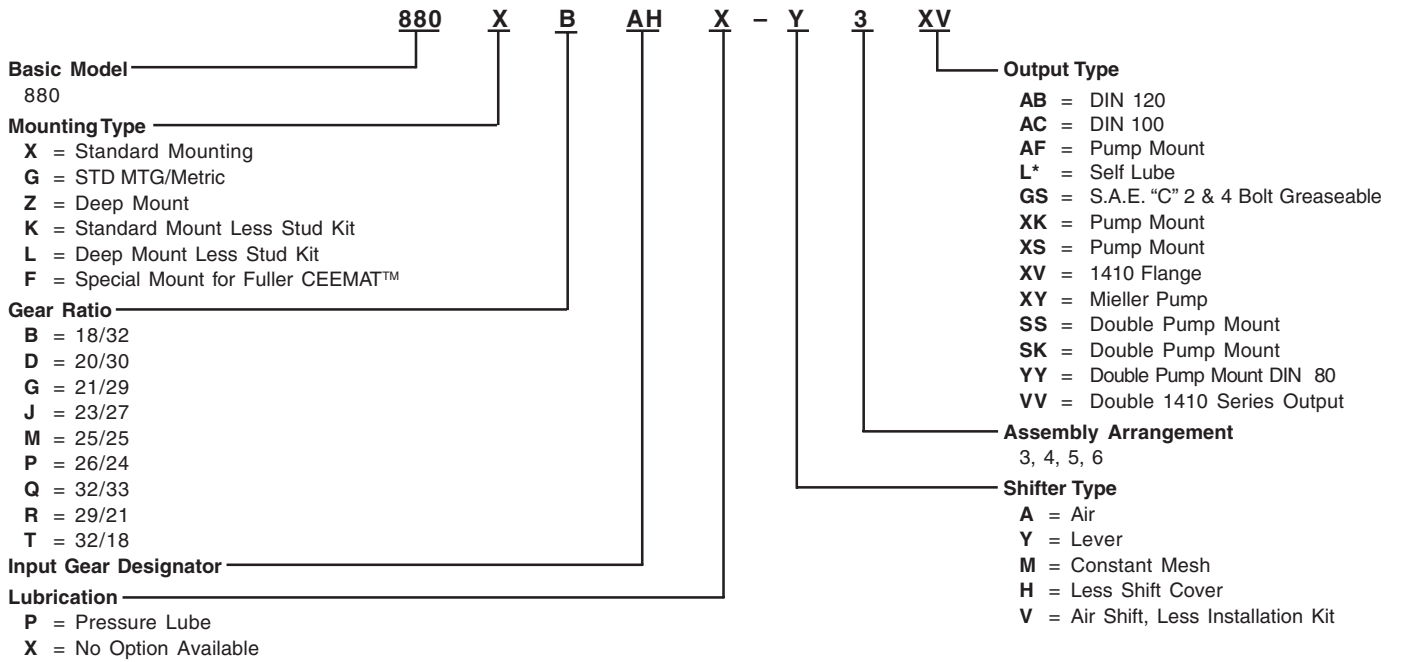 880 X B AH X – Y 3 XV
Basic Model
880
Mounting Type
X = Standard Mounting
G = STD MTG/Metric
Z = Deep Mount
K = Standard Mount Less Stud Kit
L = Deep Mount Less Stud Kit
F = Special Mount for Fuller CEEMAT™
Gear Ratio
B = 18/32
D = 20/30
G = 21/29
J = 23/27
M = 25/25
P = 26/24
Q = 32/33
R = 29/21
T = 32/18
Input Gear Designator
Lubrication
P = Pressure Lube
X = No Option Available
Output Type
AB = DIN 120
AC = DIN 100
AF = Pump Mount
L* = Self Lube
GS = S.A.E. “C” 2 & 4 Bolt Greaseable
XK = Pump Mount
XS = Pump Mount
XV = 1410 Flange
XY = Mieller Pump
SS = Double Pump Mount
SK = Double Pump Mount
YY = Double Pump Mount DIN 80
VV = Double 1410 Series Output
Assembly Arrangement
3, 4, 5, 6
Shifter Type
A = Air
Y = Lever
M = Constant Mesh
H = Less Shift Cover
V = Air Shift, Less Installation Kit